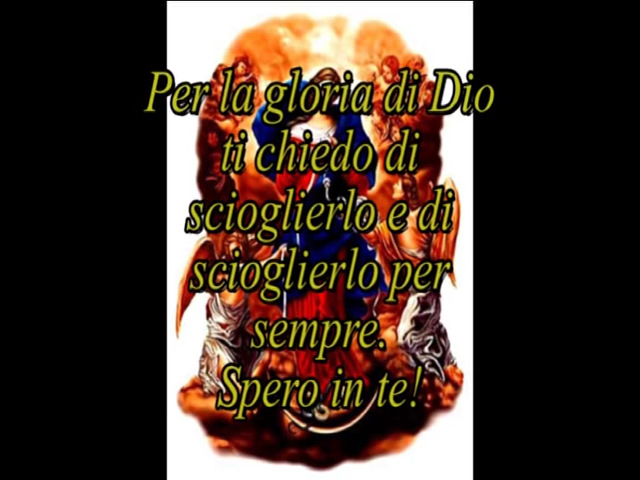 Per la gloria di Dio
ti chiedo di
scioglierlo e di
scioglierlo per
sempre.
Spero in te!